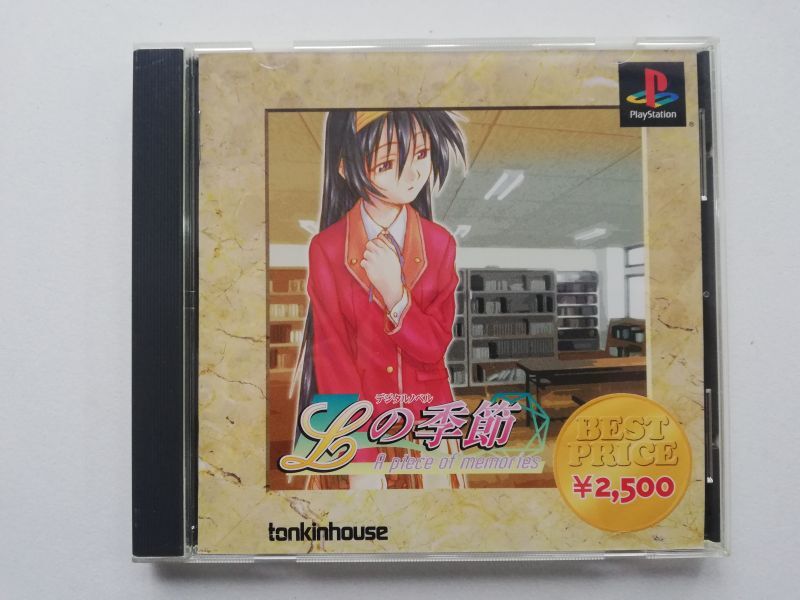 PlayStation
®
デジタルノベル
Lの季節
A piece of memories
BEST
PRICE
¥2,500
tonkinhouse